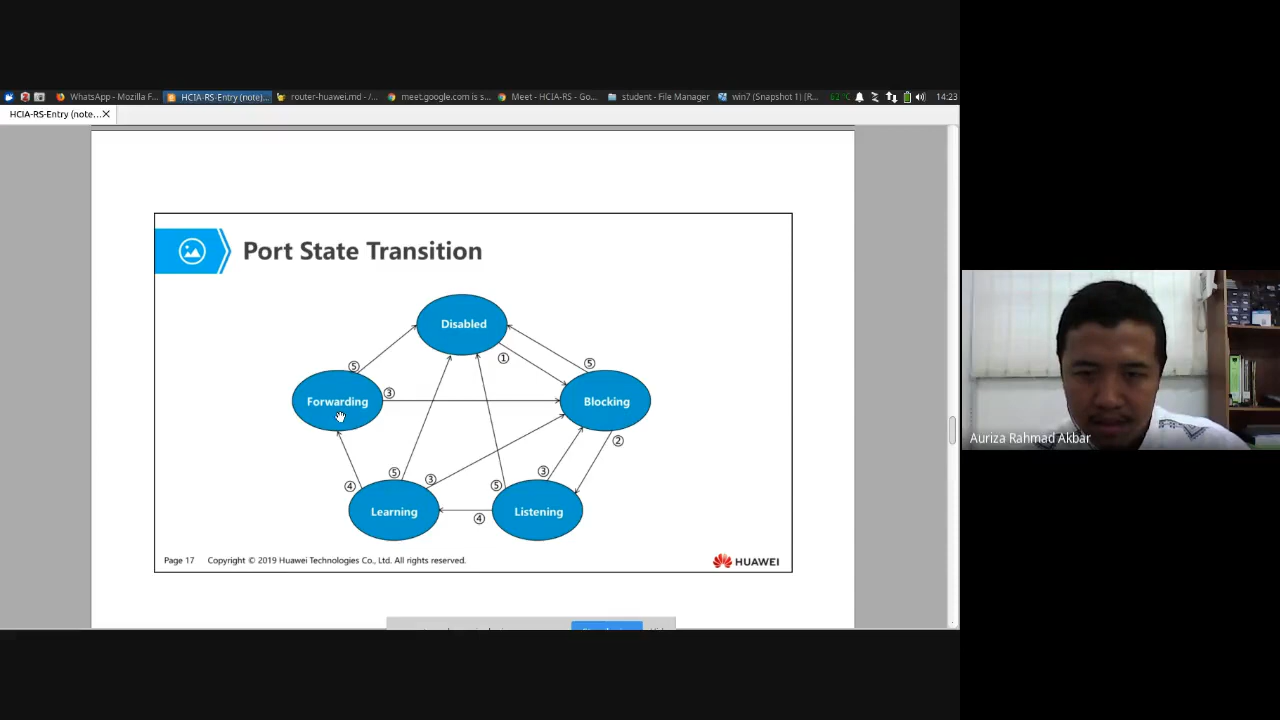 WhatsApp - Mozilla F...
HCIA-RS-Entry (note)...
router-huawei.md - /...
meet.google.com is s...
Meet - HCIA-RS - Go...
student - File Manager
win7 (Snapshot 1) [R...
14:23
HCIA-RS-Entry (note...
Port State Transition
Disabled
①
⑤
⑤
Forwarding
③
Blocking
②
④
⑤
③
⑤
③
Learning
④
Listening
Page 17 Copyright © 2019 Huawei Technologies Co., Ltd. All rights reserved.
HUAWEI
Auriza Rahmad Akbar